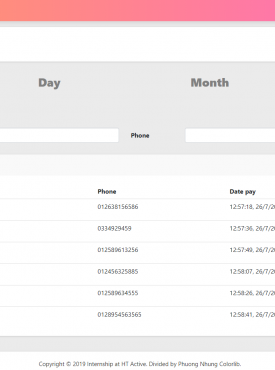 Day Month
Phone
Phone Date pay
012638156586 12:57:18, 26/7/20
0334929459 12:57:36, 26/7/20
012589613256 12:57:49, 26/7/20
012456325885 12:58:07, 26/7/20
012589634555 12:58:26, 26/7/20
0128954563565 12:58:41, 26/7/20
Copyright © 2019 Internship at HT Active. Divided by Phuong Nhung Colorlib.